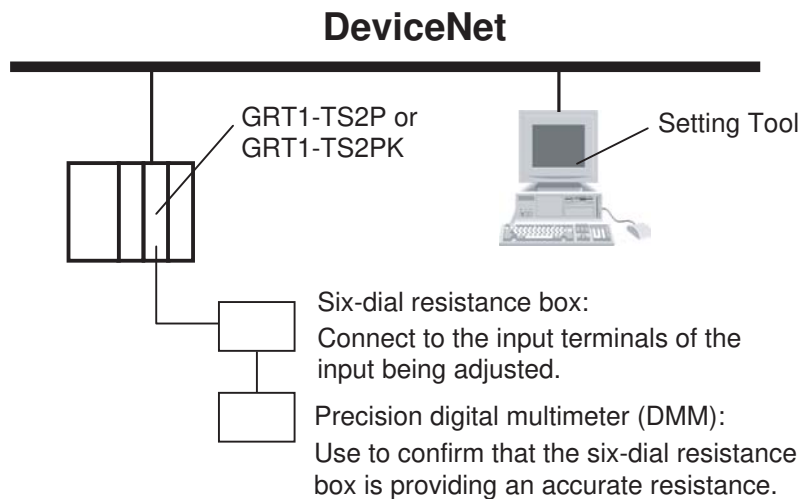 DeviceNet
GRT1-TS2P or
GRT1-TS2PK
Setting Tool
Six-dial resistance box:
Connect to the input terminals of the
input being adjusted.
Precision digital multimeter (DMM):
Use to confirm that the six-dial resistance
box is providing an accurate resistance.